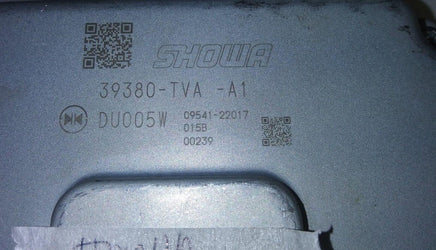 SHOWA
39380-TVA -A1
DU005W 09541-22017
015B
00239